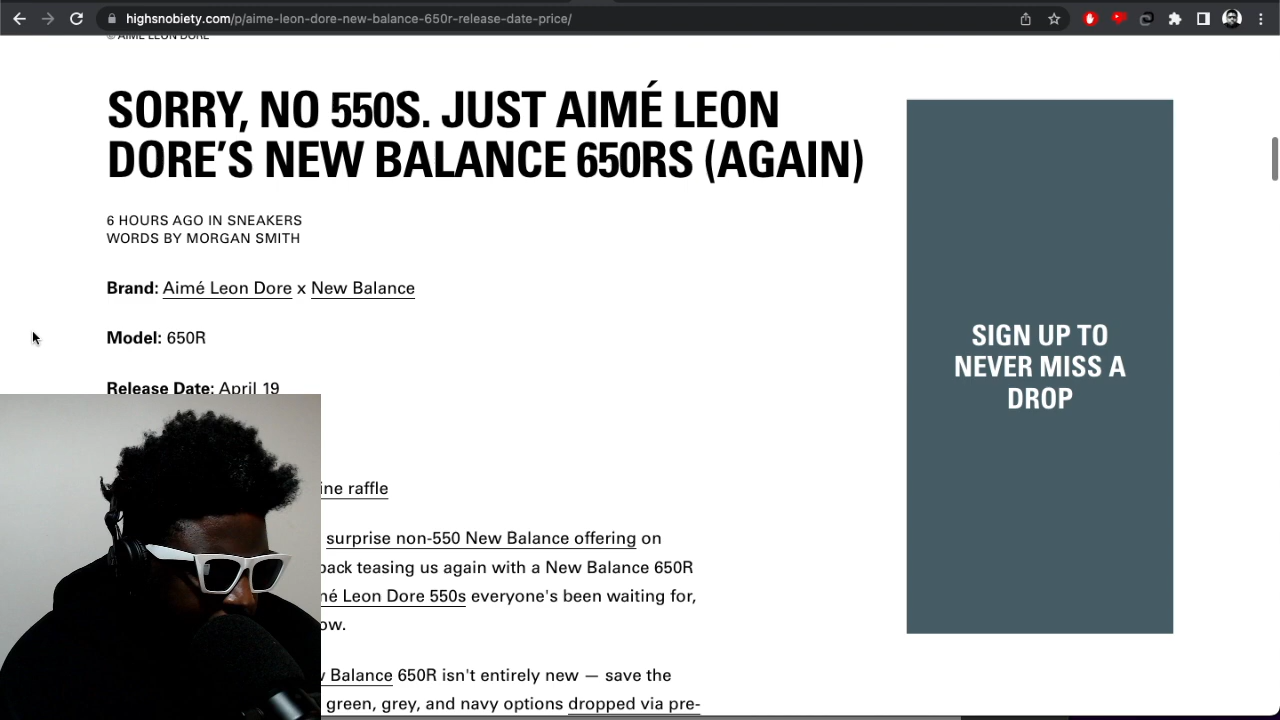 highsnobiety.com/p/aime-leon-dore-new-balance-650r-release-date-price/
© AIMÉ LEON DORE
SORRY, NO 550S. JUST AIMÉ LEON
DORE'S NEW BALANCE 650RS (AGAIN)
6 HOURS AGO IN SNEAKERS
WORDS BY MORGAN SMITH
Brand: Aimé Leon Dore x New Balance
Model: 650R
Release Date: April 19
ine raffle
surprise non-550 New Balance offering on
back teasing us again with a New Balance 650R
né Leon Dore 550s everyone's been waiting for,
ow.
w Balance 650R isn't entirely new — save the
green, grey, and navy options dropped via pre-
SIGN UP TO
NEVER MISS A
DROP